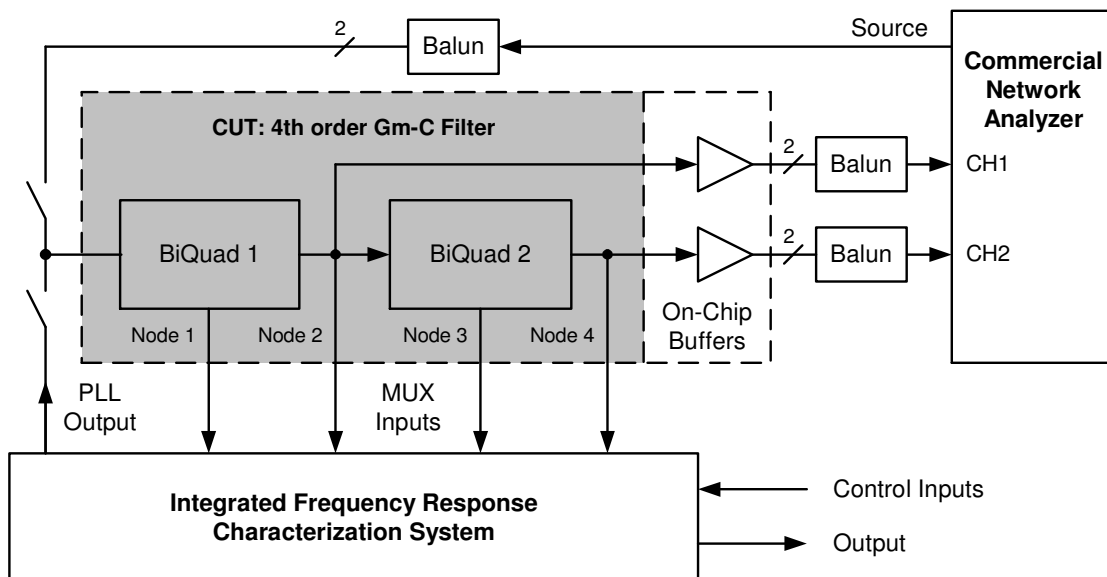 2
Balun
Source
Commercial
Network
Analyzer
CUT: 4th order Gm-C Filter
2
Balun
CH1
BiQuad 1
BiQuad 2
2
Balun
CH2
Node 1
Node 2
Node 3
Node 4
On-Chip
Buffers
PLL
Output
MUX
Inputs
Integrated Frequency Response
Characterization System
Control Inputs
Output